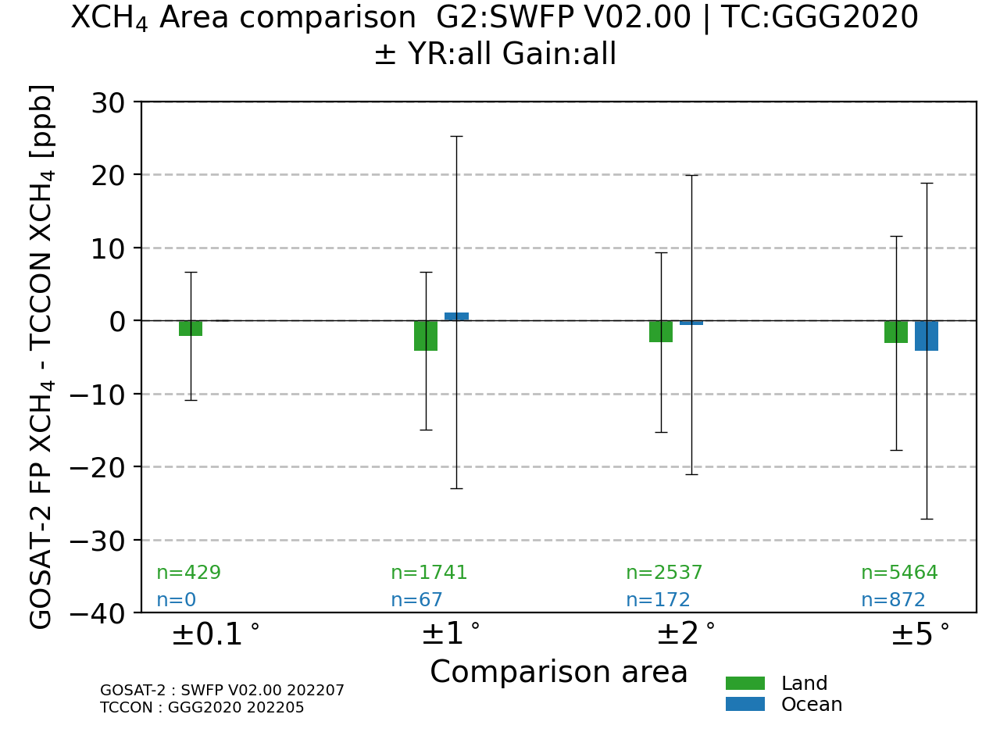 XCH₄ Area comparison  G2:SWFP V02.00 | TC:GGG2020
± YR:all Gain:all
GOSAT-2 FP XCH₄ - TCCON XCH₄ [ppb]
30
20
10
0
−10
−20
−30
−40
n=429 n=1741 n=2537 n=5464
n=0 n=67 n=172 n=872
±0.1° ±1° ±2° ±5°
Comparison area
GOSAT-2 : SWFP V02.00 202207
TCCON : GGG2020 202205
Land
Ocean